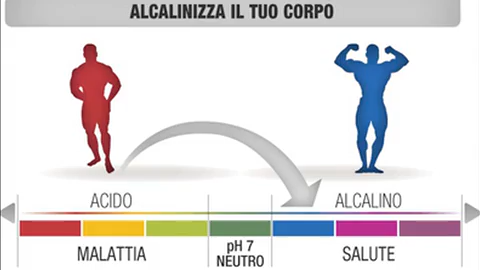 ALCALINIZZA IL TUO CORPO
ACIDO
ALCALINO
MALATTIA
pH 7
NEUTRO
SALUTE